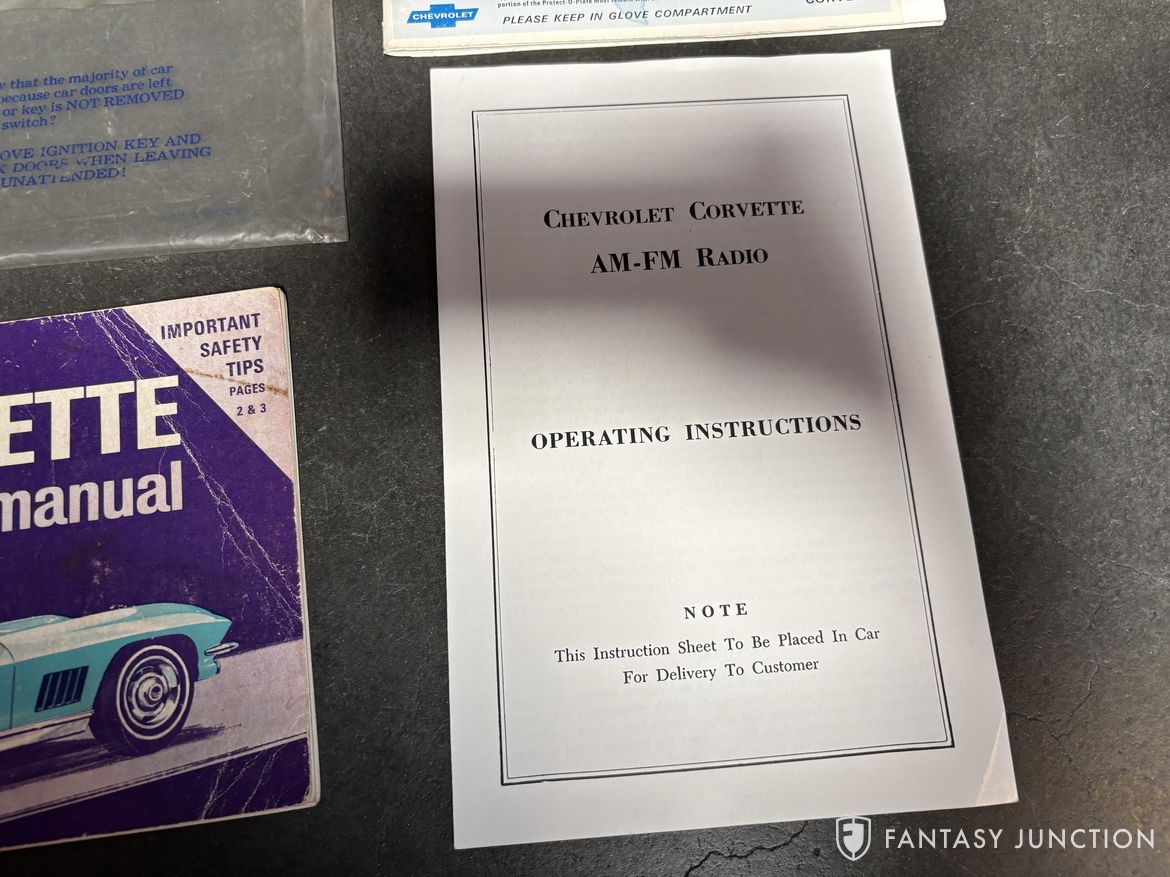 portion of the Protect-O-Plate must remain with
CHEVROLET
PLEASE KEEP IN GLOVE COMPARTMENT
that the majority of car
because car doors are left
or key is NOT REMOVED
switch?
IGNITION KEY AND
DOORS WHEN LEAVING
UNATTENDED!
IMPORTANT
SAFETY
TIPS
PAGES
2 & 3
ETTE
manual
CHEVROLET CORVETTE
AM-FM RADIO
OPERATING INSTRUCTIONS
NOTE
This Instruction Sheet To Be Placed In Car
For Delivery To Customer
FANTASY JUNCTION